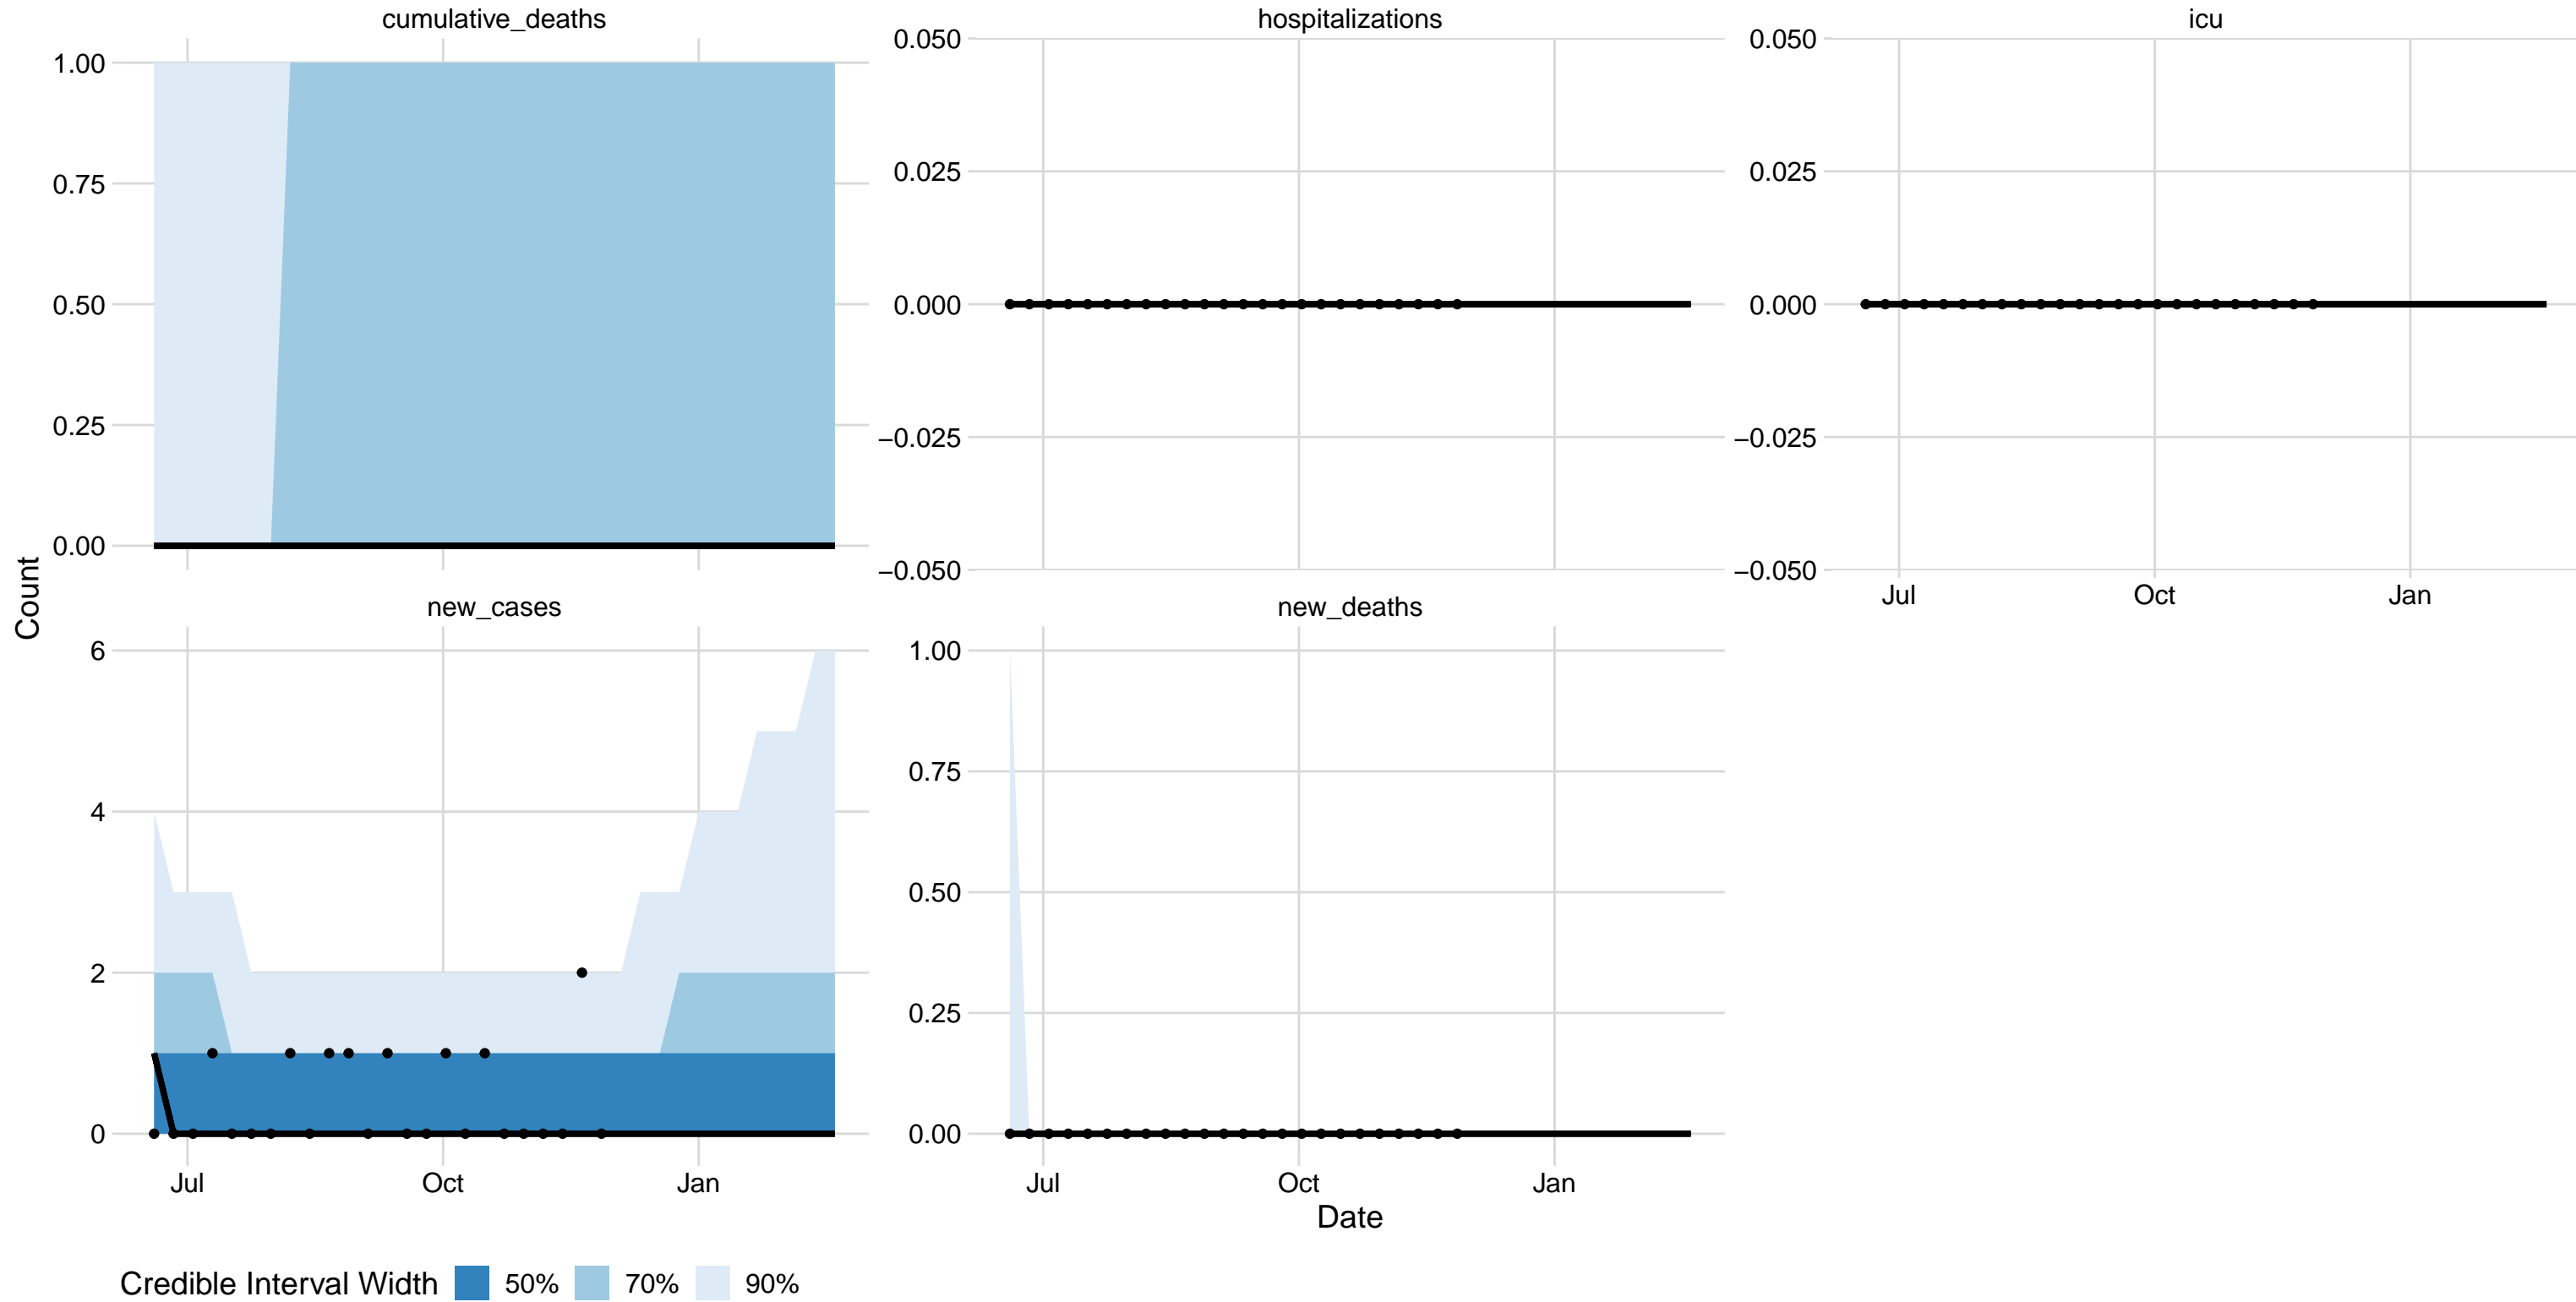 cumulative_deaths
hospitalizations
icu
1.00
0.75
0.50
0.25
0.00
0.050
0.025
0.000
−0.025
−0.050
0.050
0.025
0.000
−0.025
−0.050
Jul Oct Jan
Count
new_cases
new_deaths
6
4
2
0
Jul Oct Jan
1.00
0.75
0.50
0.25
0.00
Jul Oct Jan
Date
Credible Interval Width 50% 70% 90%